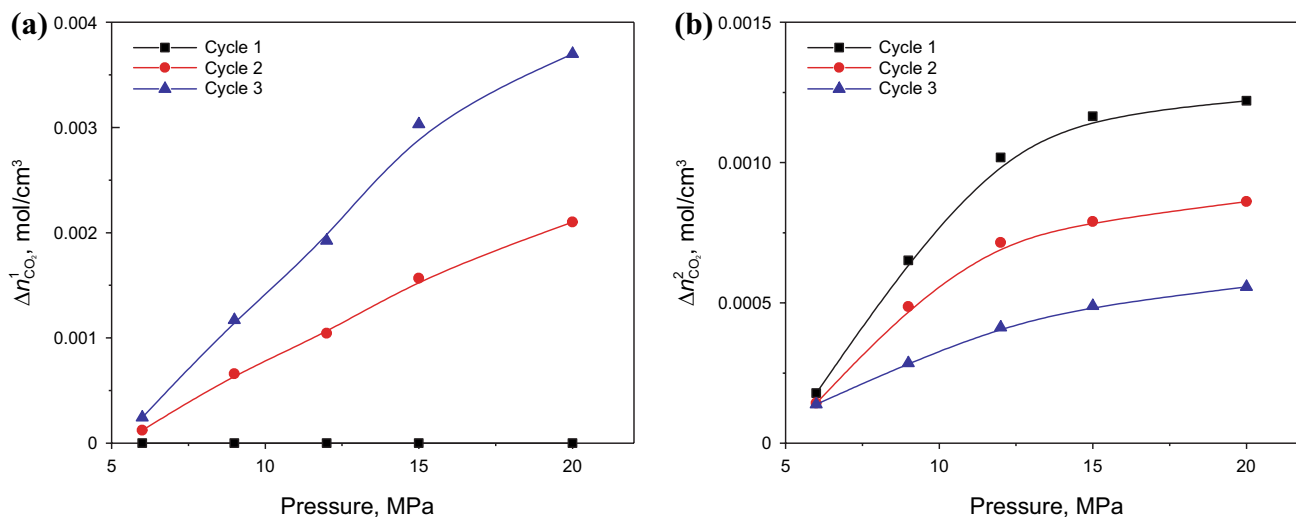 (a)
Cycle 1
Cycle 2
Cycle 3
0.004
0.003
0.002
0.001
0
Δn¹CO₂, mol/cm³
5
10
15
20
Pressure, MPa
(b)
Cycle 1
Cycle 2
Cycle 3
0.0015
0.0010
0.0005
0
Δn²CO₂, mol/cm³
5
10
15
20
Pressure, MPa